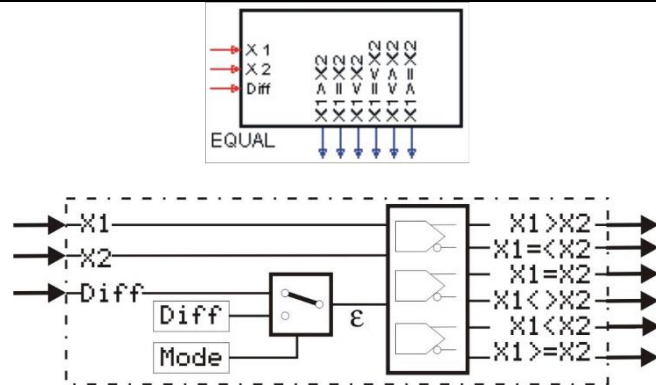 X1
X2
Diff
X1 > X2
X1 = X2
X1 < X2
X1 =< X2
X1 <> X2
X1 >= X2
EQUAL
X1
X2
Diff
Diff
Mode
ε
X1>X2
X1=<X2
X1=X2
X1<>X2
X1<X2
X1>=X2